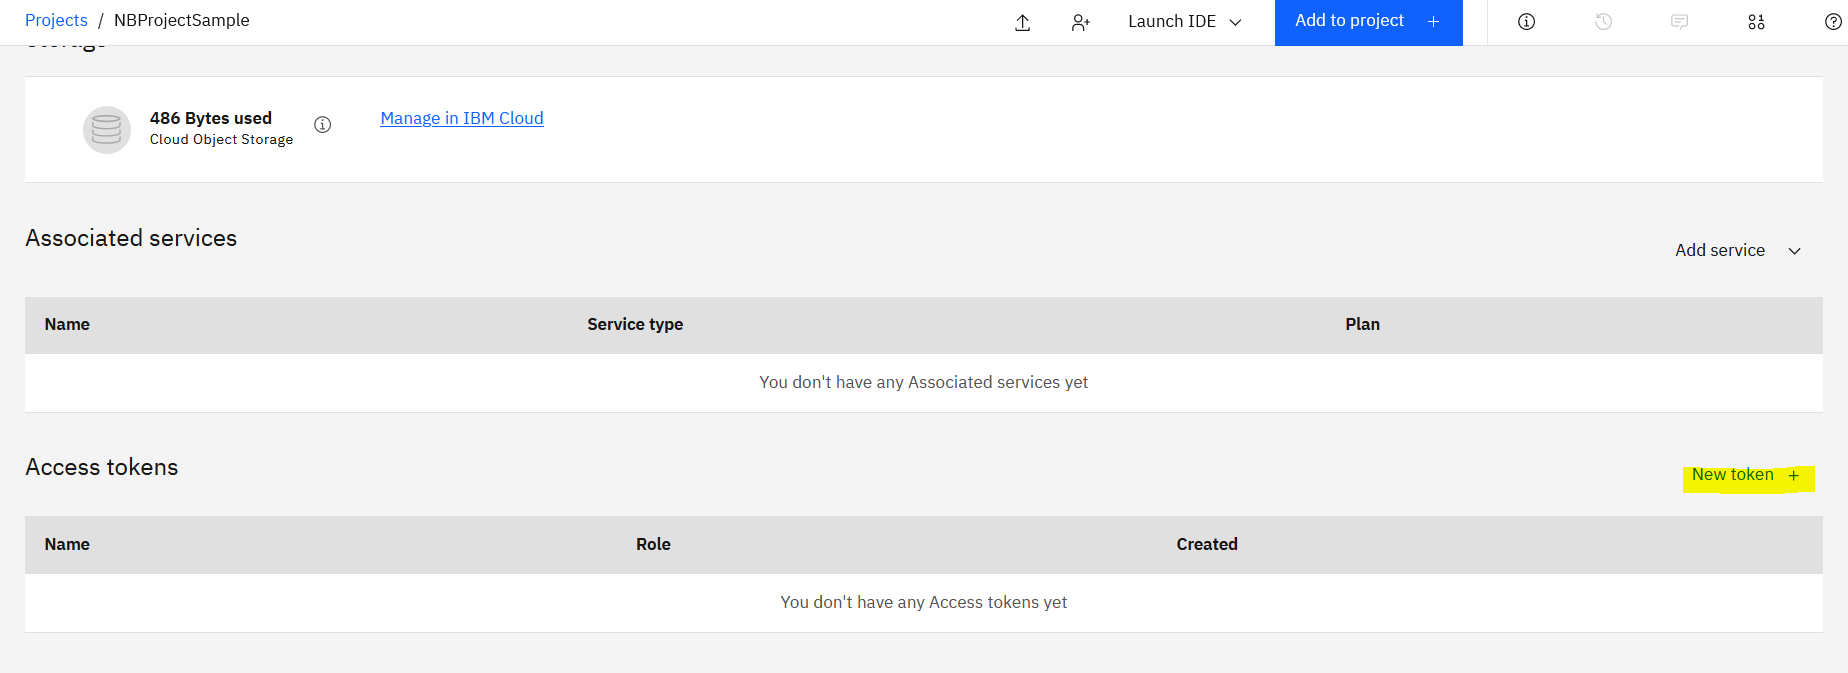 Projects / NBProjectSample
Launch IDE
Add to project +
Storage
486 Bytes used
Cloud Object Storage
Manage in IBM Cloud
Associated services
Add service
Name Service type Plan
You don't have any Associated services yet
Access tokens
New token +
Name Role Created
You don't have any Access tokens yet